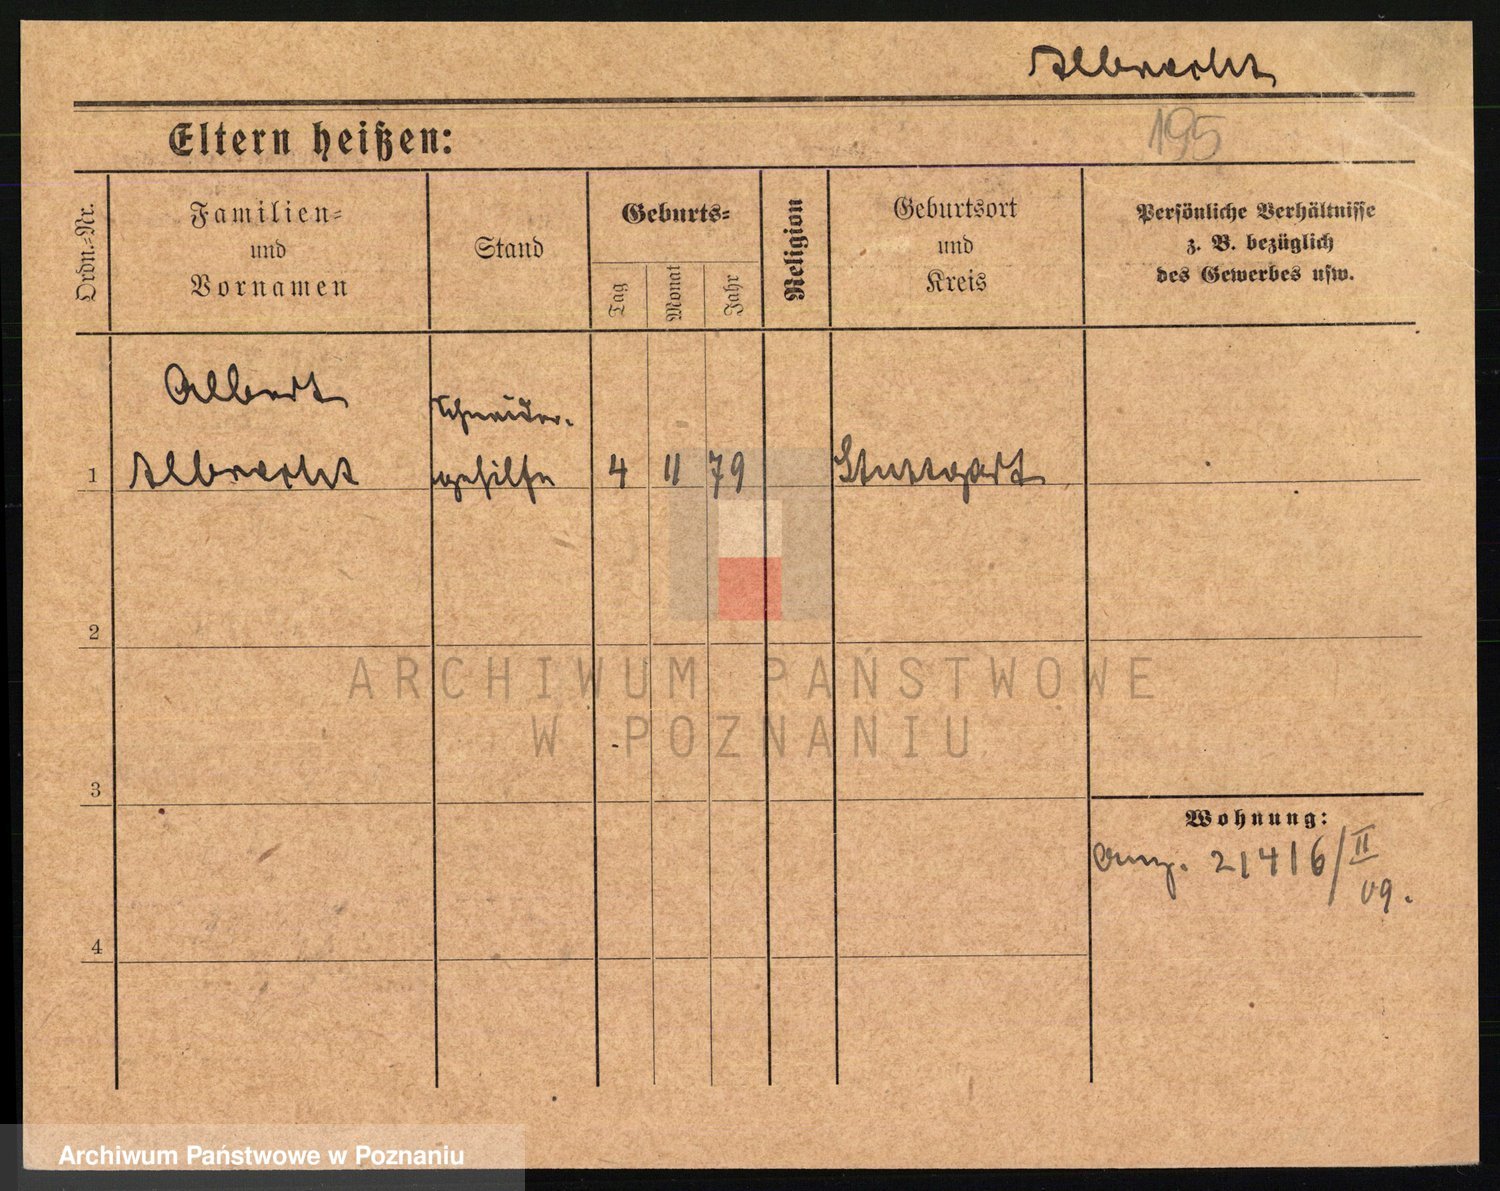 Albrecht
195
Eltern heißen:
Ordn.-Nr.
Familien-
und
Vornamen
Stand
Geburts-
Tag
Monat
Jahr
Religion
Geburtsort
und
Kreis
Persönliche Verhältnisse
z. B. bezüglich
des Gewerbes usw.
Albert
Schneider-
1 Albrecht gehilfe 4 11 79 Stuttgart
2
ARCHIWUM PAŃSTWOWE
W POZNANIU
3
Wohnung:
21416/II
09.
4
Archiwum Państwowe w Poznaniu